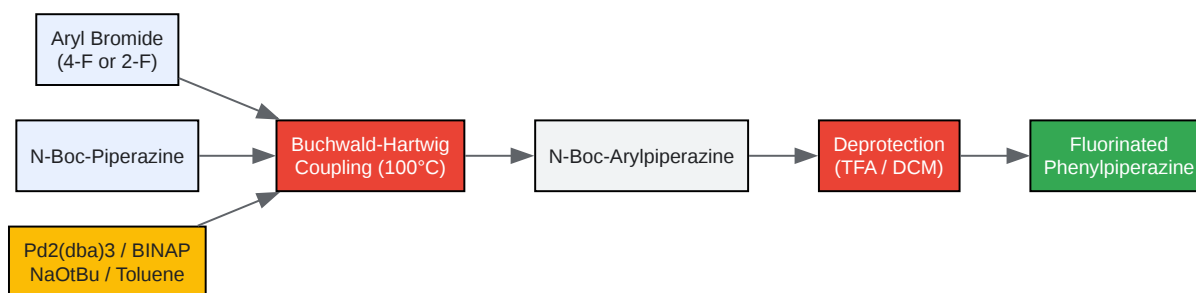 Aryl Bromide
(4-F or 2-F)
N-Boc-Piperazine
Pd2(dba)3 / BINAP
NaOtBu / Toluene
Buchwald-Hartwig
Coupling (100°C)
N-Boc-Arylpiperazine
Deprotection
(TFA / DCM)
Fluorinated
Phenylpiperazine